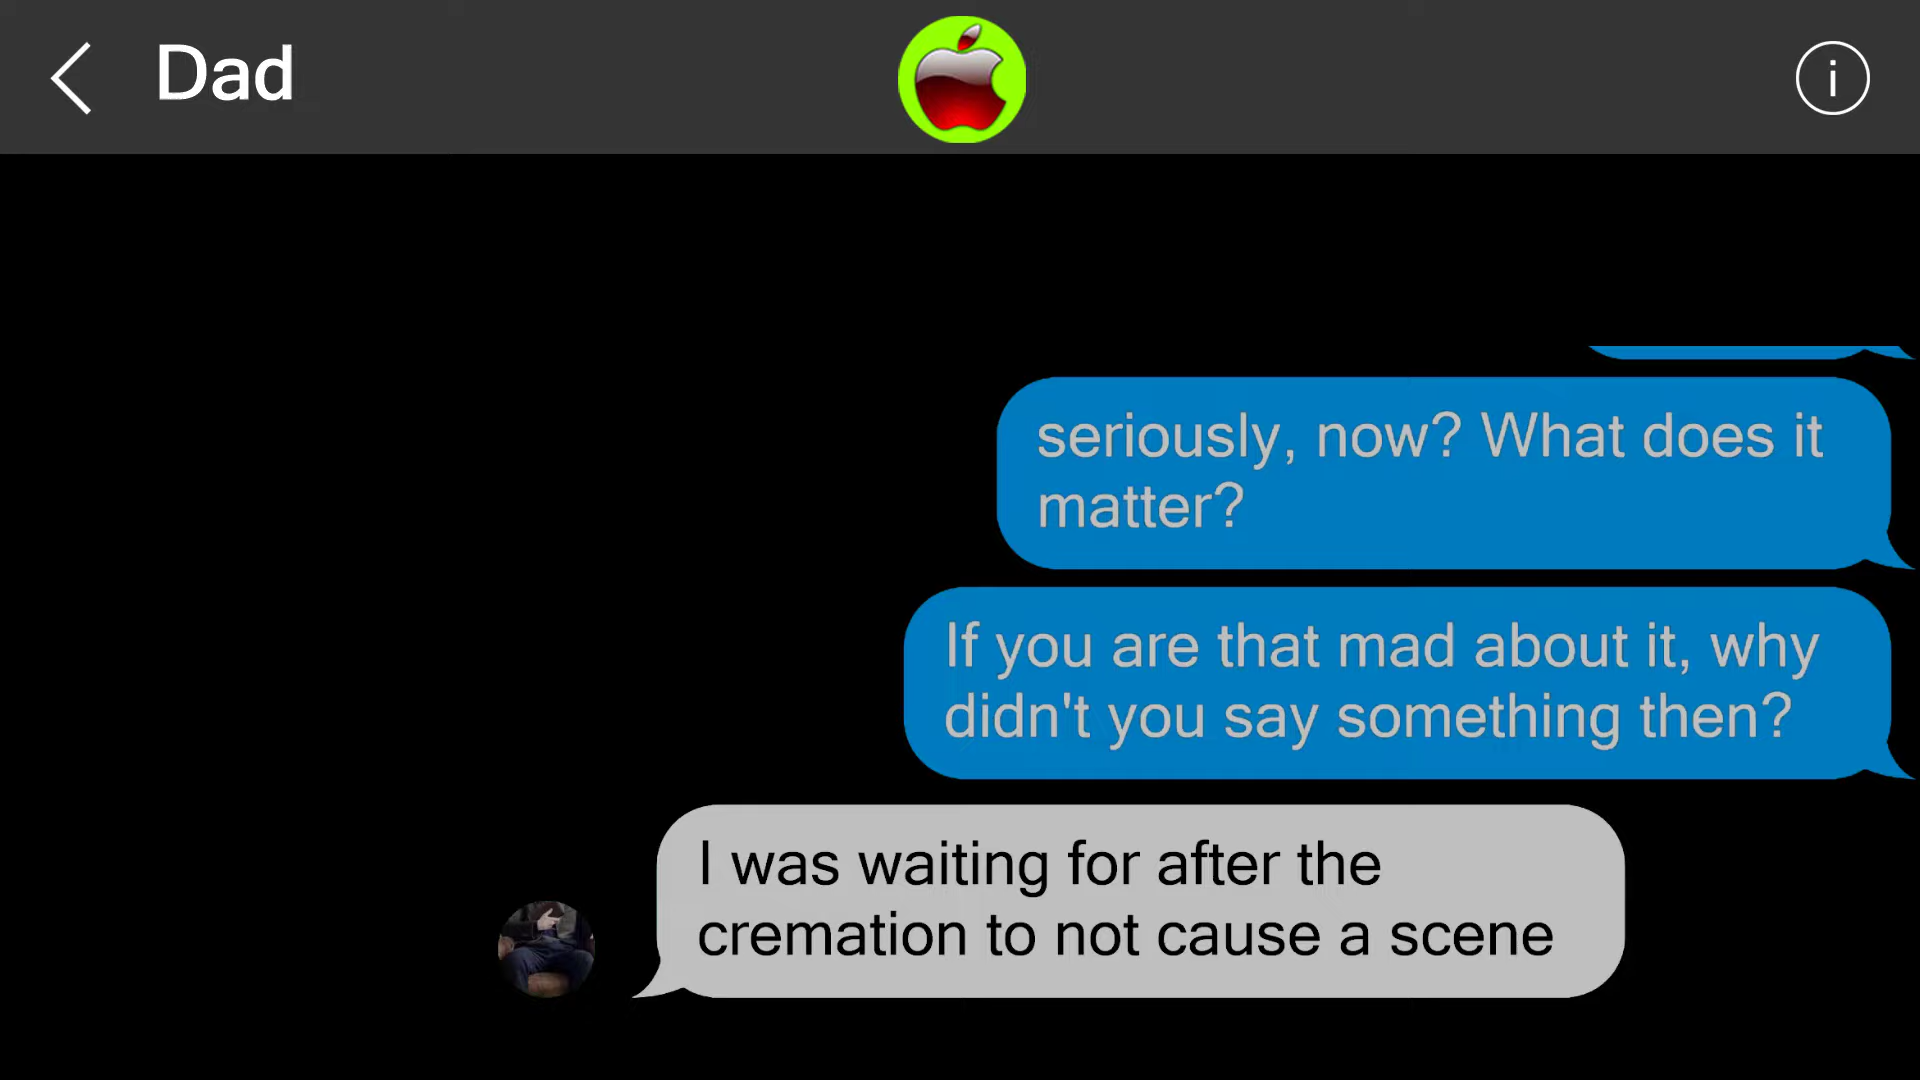 Dad
i
seriously, now? What does it
matter?
If you are that mad about it, why
didn't you say something then?
I was waiting for after the
cremation to not cause a scene